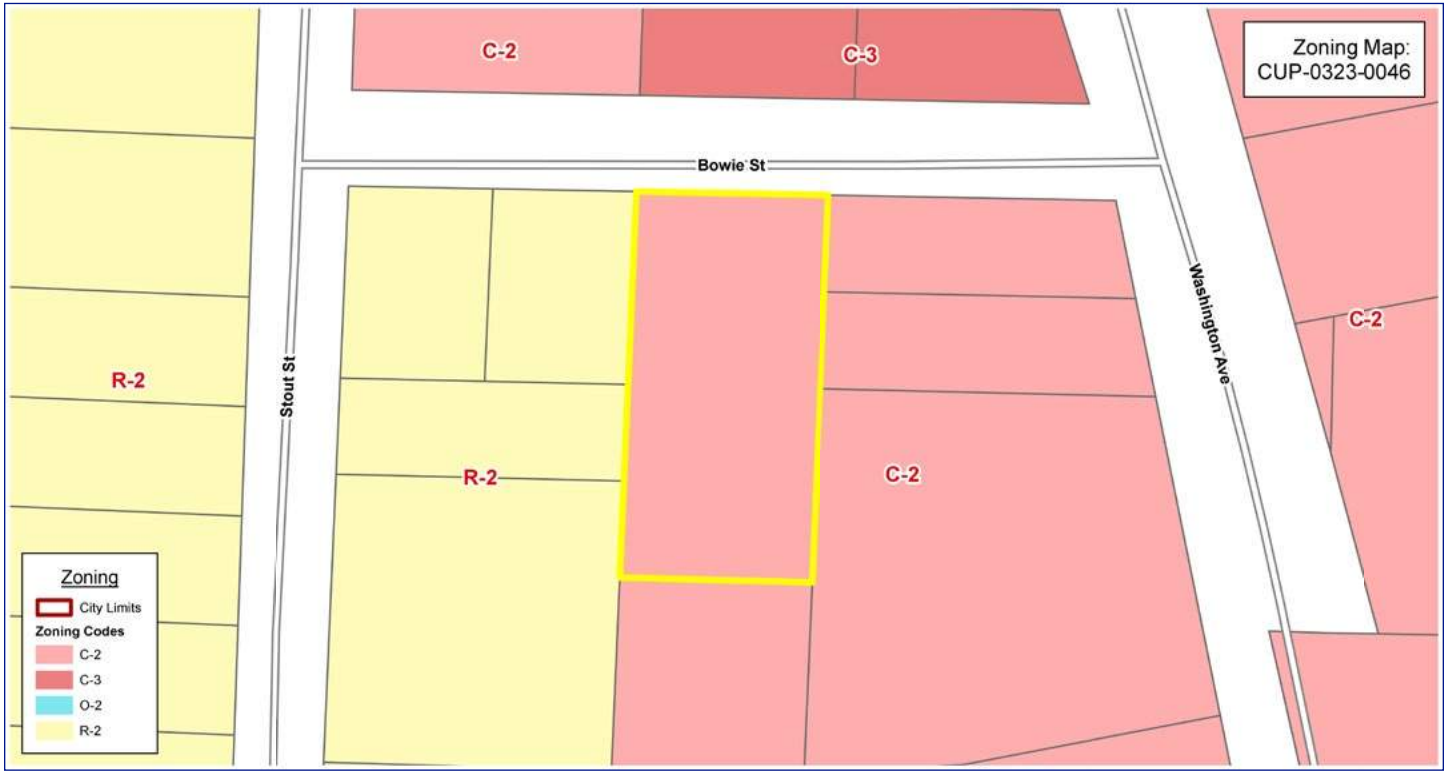 C-2
C-3
Zoning Map:
CUP-0323-0046
Bowie St
Washington Ave
C-2
R-2
Stout St
R-2
C-2
Zoning
City Limits
Zoning Codes
C-2
C-3
O-2
R-2